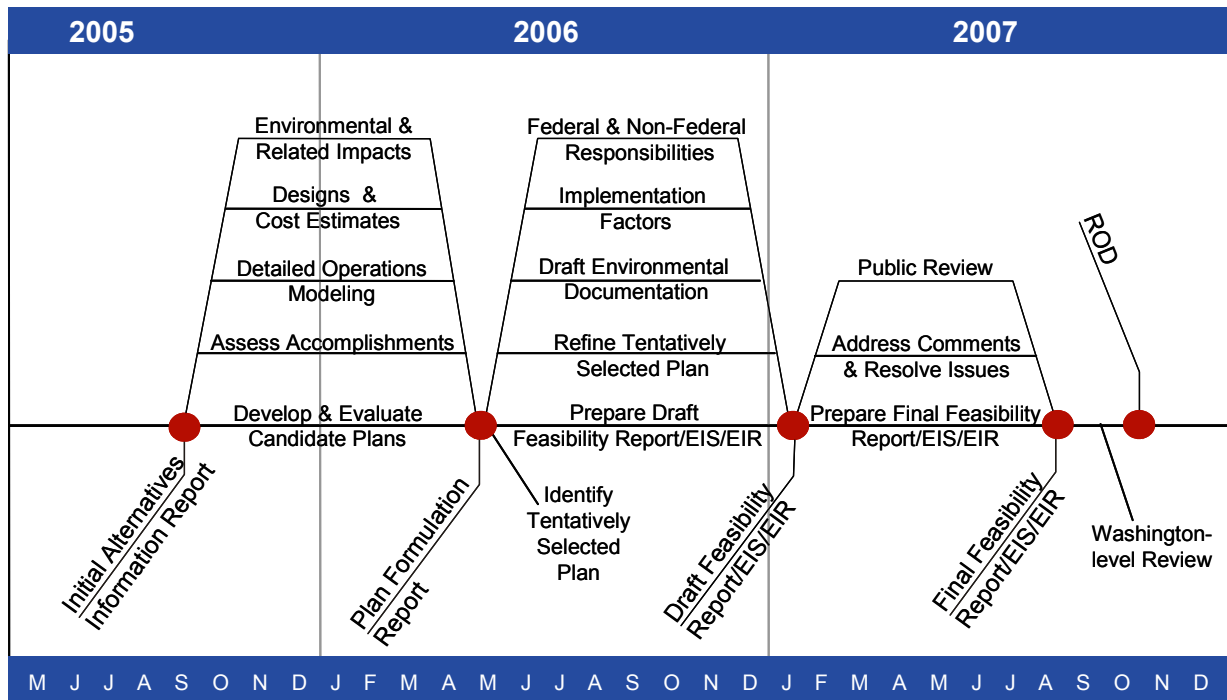 2005 2006 2007
Environmental &
Related Impacts
Designs &
Cost Estimates
Detailed Operations
Modeling
Assess Accomplishments
Develop & Evaluate
Candidate Plans
Federal & Non-Federal
Responsibilities
Implementation
Factors
Draft Environmental
Documentation
Refine Tentatively
Selected Plan
Prepare Draft
Feasibility Report/EIS/EIR
Public Review
Address Comments
& Resolve Issues
Prepare Final Feasibility
Report/EIS/EIR
ROD
Initial Alternatives
Information Report
Plan Formulation
Report
Identify
Tentatively
Selected
Plan
Draft Feasibility
Report/EIS/EIR
Final Feasibility
Report/EIS/EIR
Washington-
level Review
M J J A S O N D J F M A M J J A S O N D J F M A M J J A S O N D